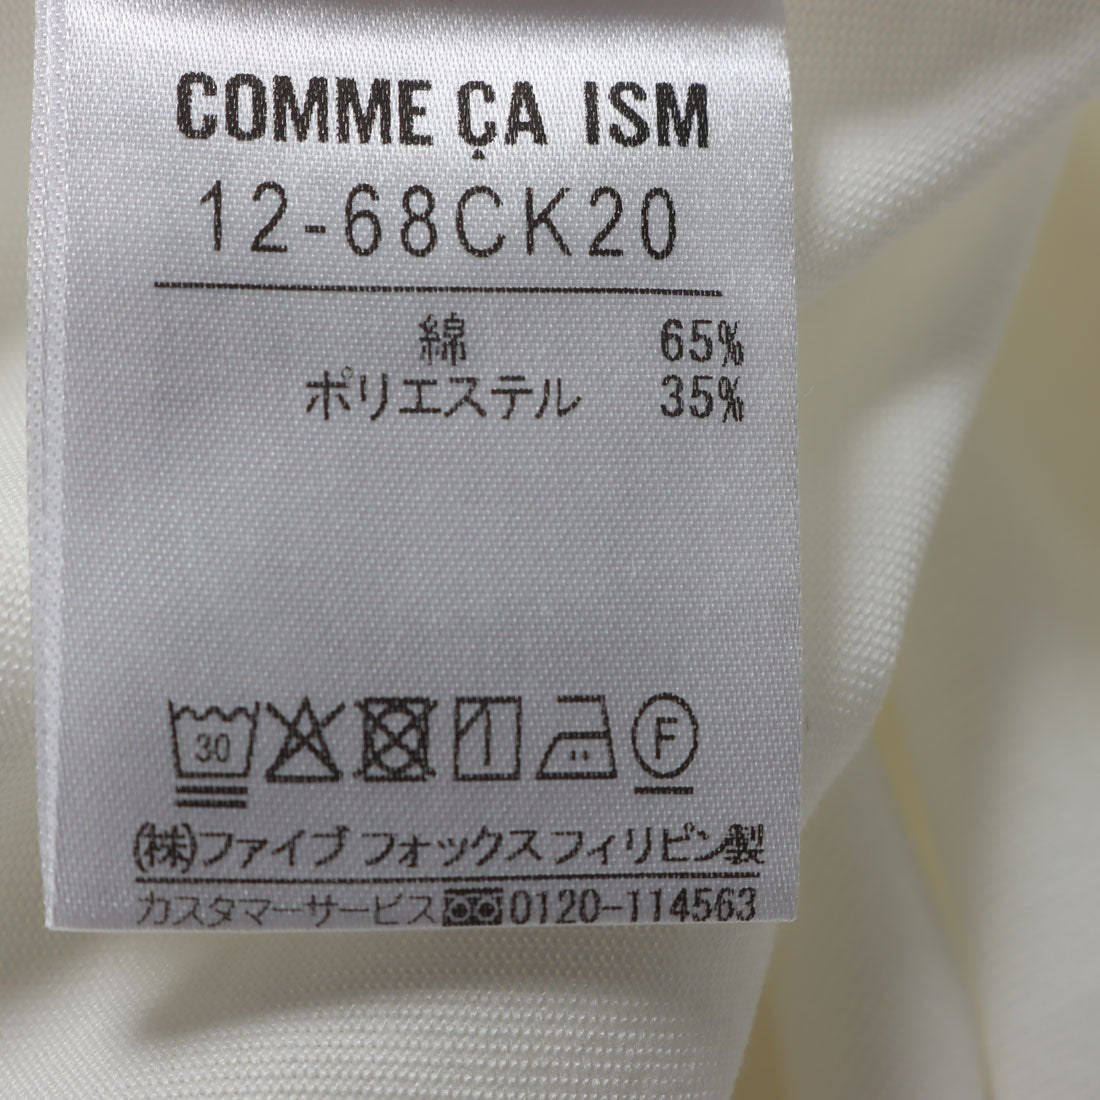 COMME ÇA ISM
12-68CK20
綿 65%
ポリエステル 35%
30 F
(株)ファイブフォックス フィリピン製
カスタマーサービス 0120-114563